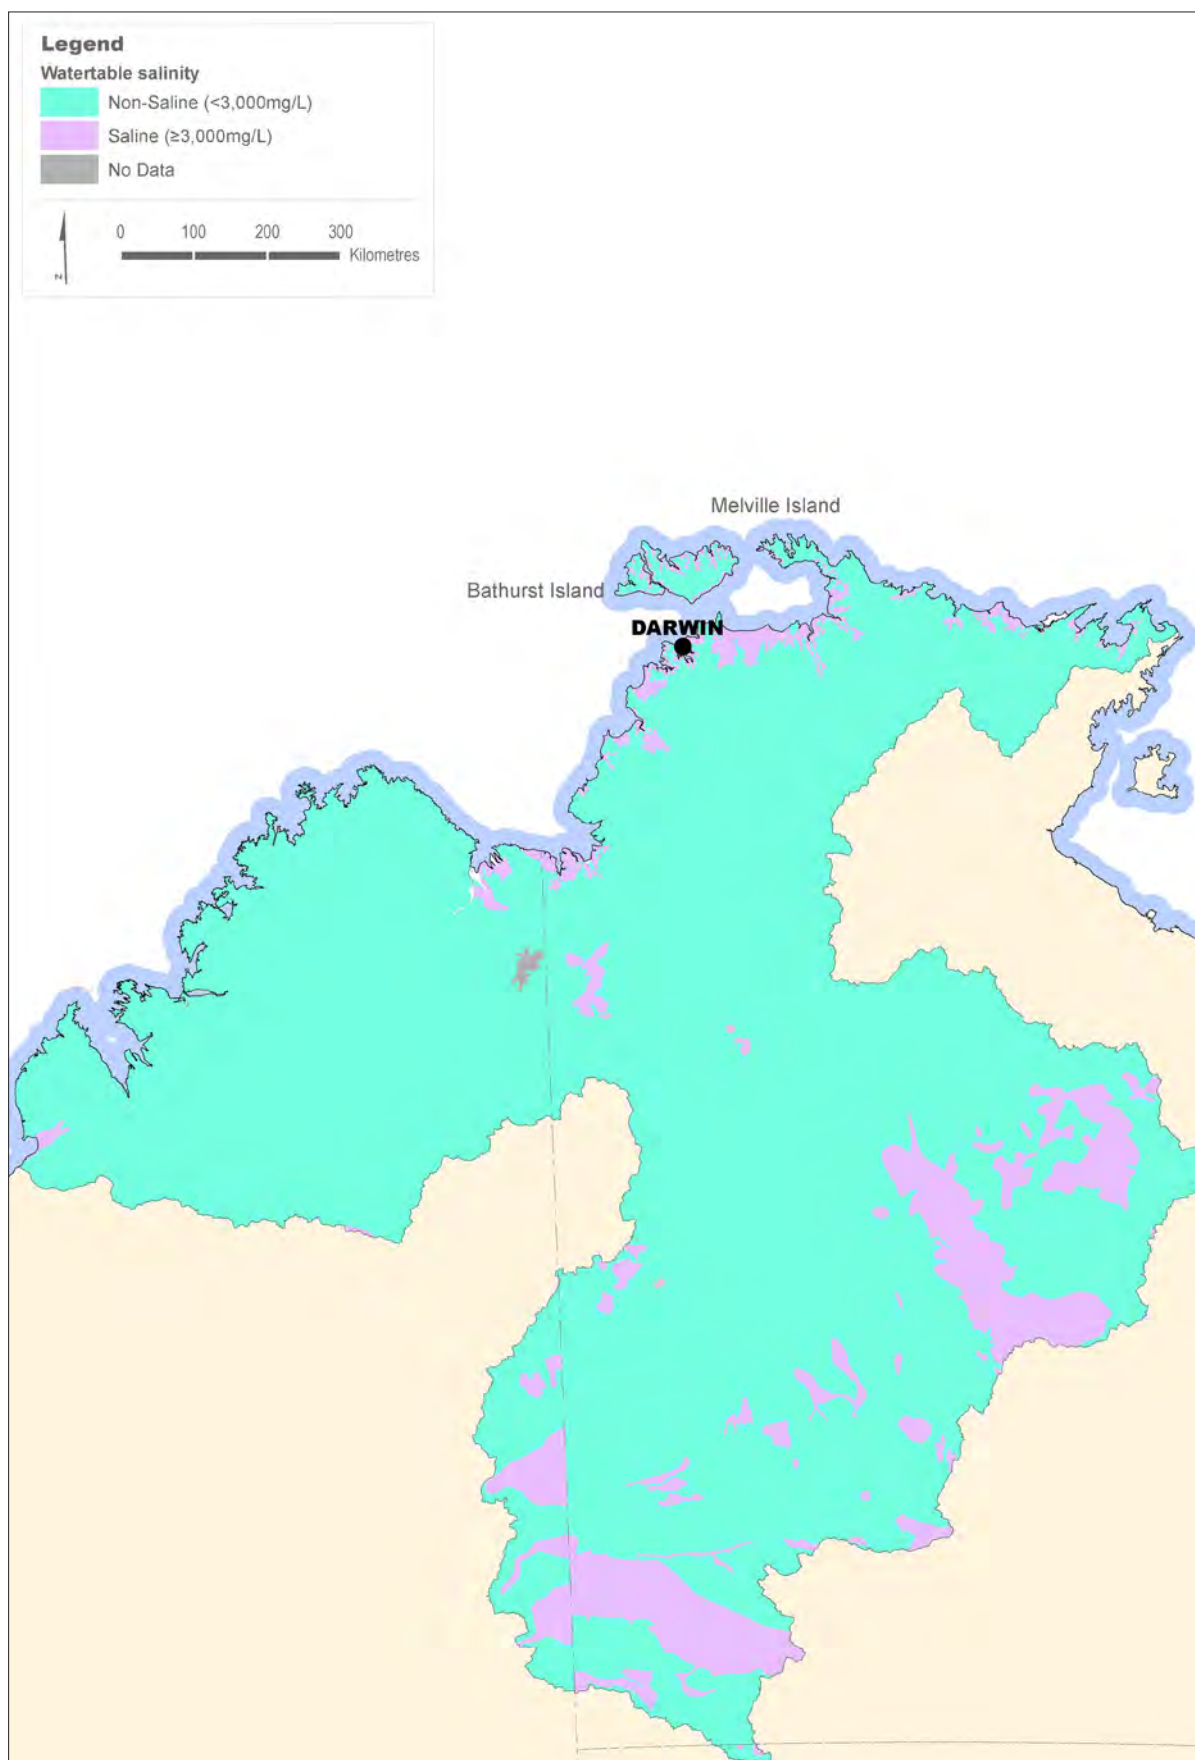 Legend
Watertable salinity
Non-Saline (<3,000mg/L)
Saline (≥3,000mg/L)
No Data
0 100 200 300
Kilometres
N
Melville Island
Bathurst Island
DARWIN